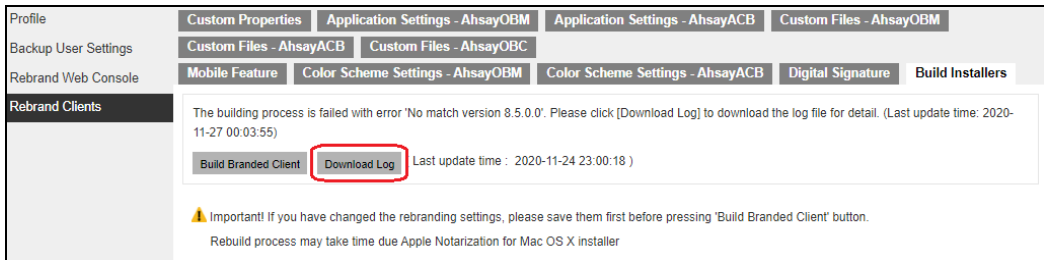 Profile
Backup User Settings
Rebrand Web Console
Rebrand Clients
Custom Properties Application Settings - AhsayOBM Application Settings - AhsayACB Custom Files - AhsayOBM
Custom Files - AhsayACB Custom Files - AhsayOBC
Mobile Feature Color Scheme Settings - AhsayOBM Color Scheme Settings - AhsayACB Digital Signature Build Installers
The building process is failed with error 'No match version 8.5.0.0'. Please click [Download Log] to download the log file for detail. (Last update time: 2020-
11-27 00:03:55)
Build Branded Client Download Log Last update time : 2020-11-24 23:00:18 )
Important! If you have changed the rebranding settings, please save them first before pressing 'Build Branded Client' button.
Rebuild process may take time due Apple Notarization for Mac OS X installer